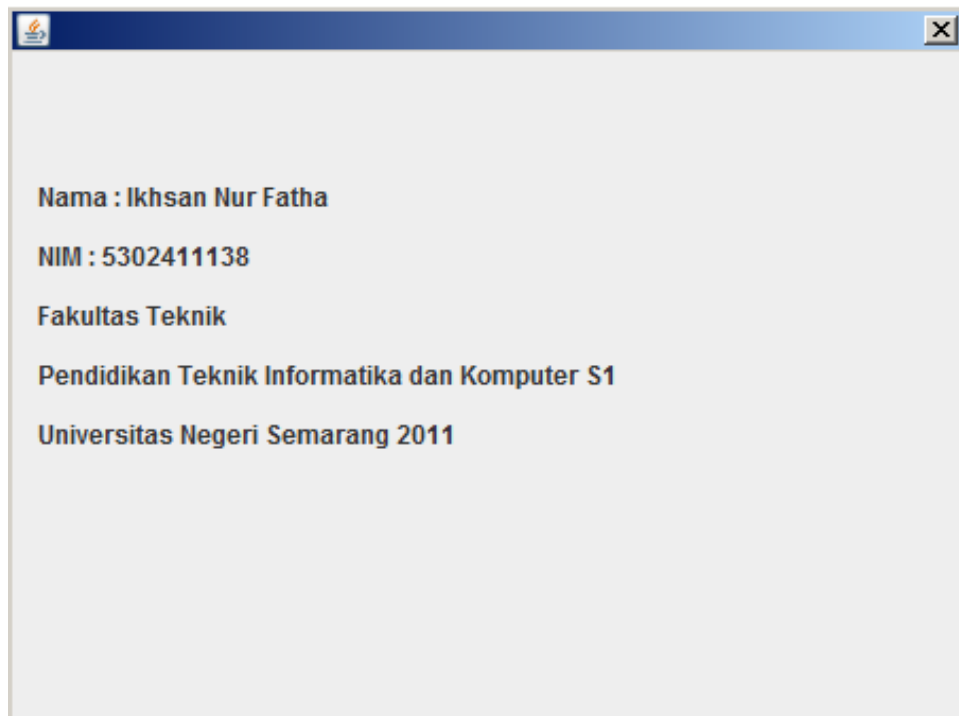 Nama : Ikhsan Nur Fatha
NIM : 5302411138
Fakultas Teknik
Pendidikan Teknik Informatika dan Komputer S1
Universitas Negeri Semarang 2011